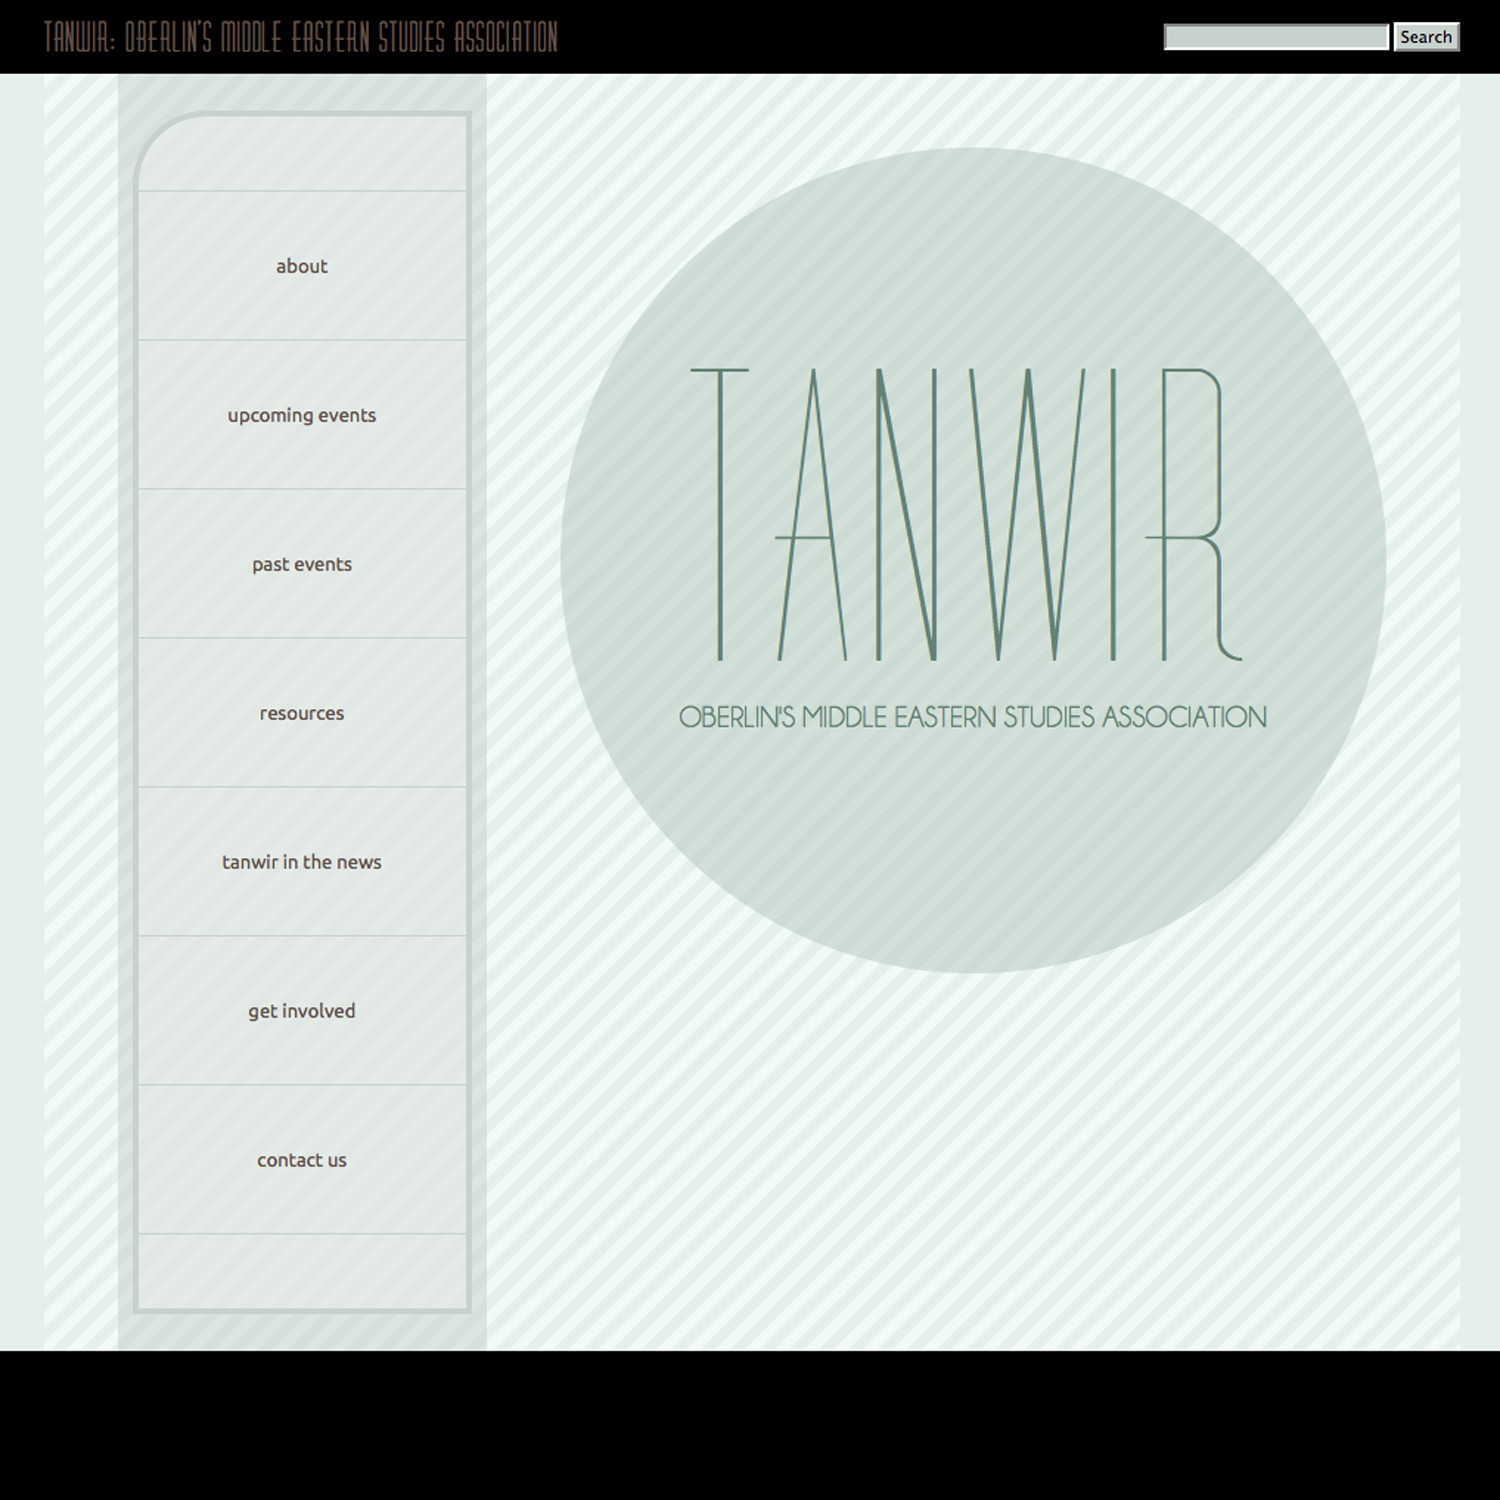 TANWIR: OBERLIN'S MIDDLE EASTERN STUDIES ASSOCIATION
Search
about
upcoming events
past events
resources
tanwir in the news
get involved
contact us
TANWIR
OBERLIN'S MIDDLE EASTERN STUDIES ASSOCIATION